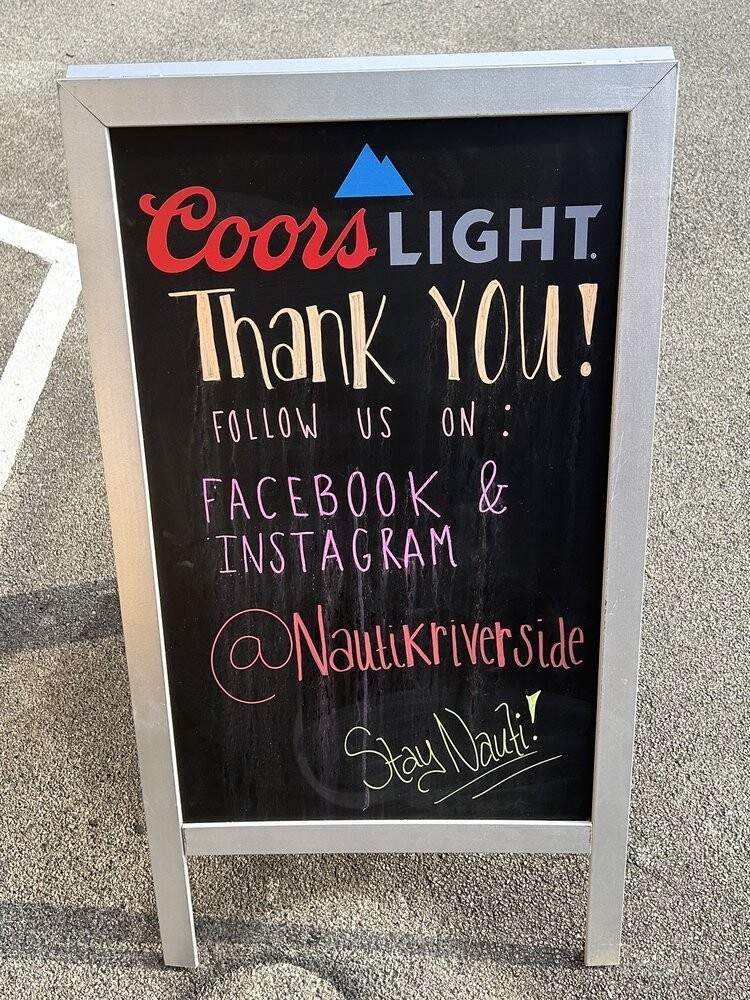 Coors LIGHT
Thank YOU!
FOLLOW US ON :
FACEBOOK &
INSTAGRAM
@Nautikriverside
Stay Nauti!